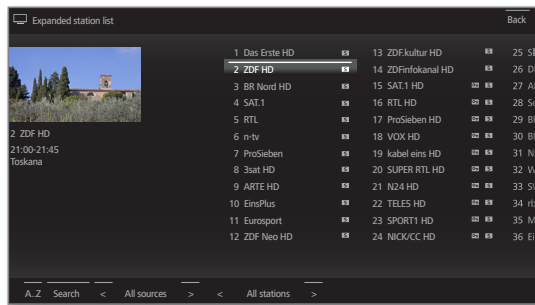 Expanded station list
Back
2 ZDF HD
21:00-21:45
Toskana
1 Das Erste HD
2 ZDF HD
3 BR Nord HD
4 SAT.1
5 RTL
6 n-tv
7 ProSieben
8 3sat HD
9 ARTE HD
10 EinsPlus
11 Eurosport
12 ZDF Neo HD
13 ZDF.kultur HD
14 ZDFinfokanal HD
15 SAT.1 HD
16 RTL HD
17 ProSieben HD
18 VOX HD
19 kabel eins HD
20 SUPER RTL HD
21 N24 HD
22 TELE5 HD
23 SPORT1 HD
24 NICK/CC HD
25
26
27
28
29
30
31
32
33
34
35
36
A..Z Search < All sources > < All stations >